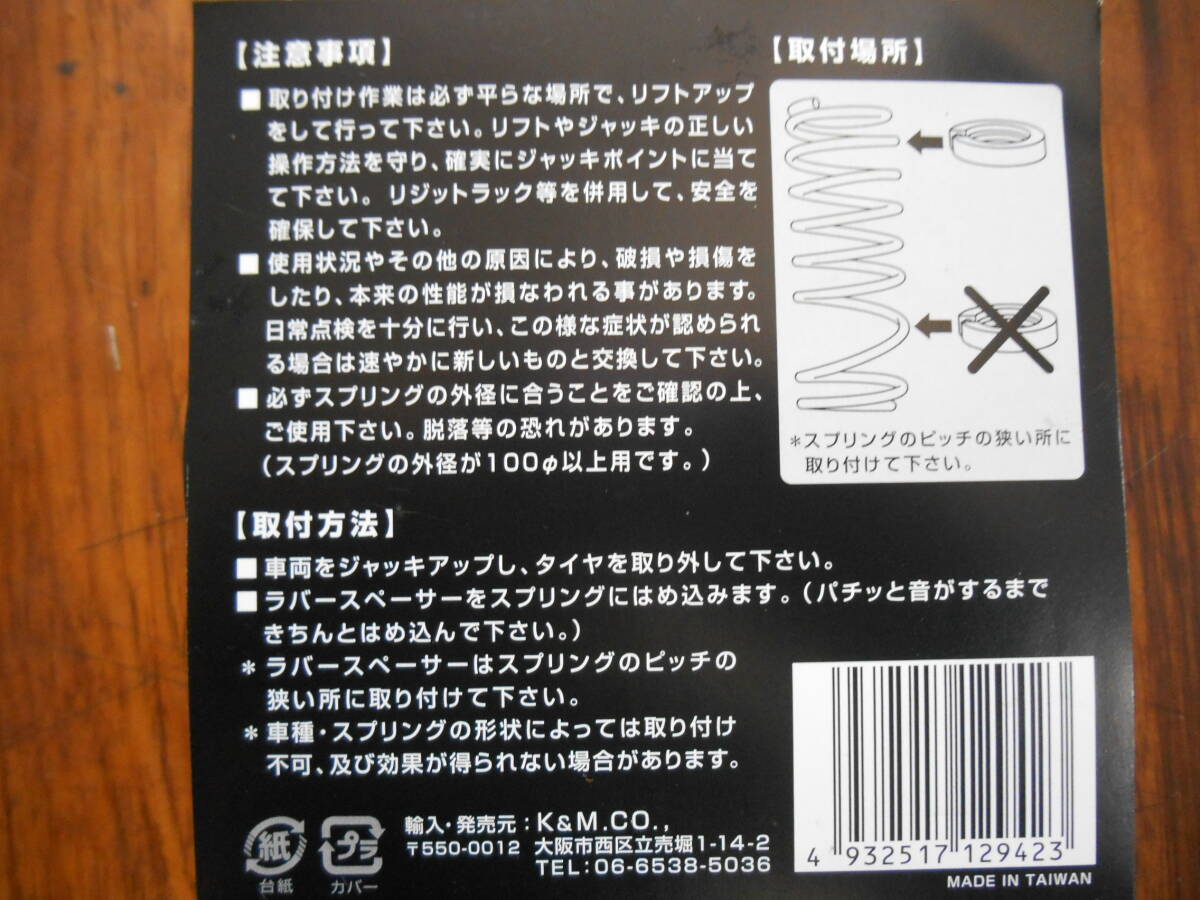 【注意事項】
■ 取り付け作業は必ず平らな場所で、リフトアップ
をして行って下さい。リフトやジャッキの正しい
操作方法を守り、確実にジャッキポイントに当て
て下さい。 リジットラック等を併用して、安全を
確保して下さい。
■ 使用状況やその他の原因により、破損や損傷を
したり、本来の性能が損なわれる事があります。
日常点検を十分に行い、この様な症状が認められ
る場合は速やかに新しいものと交換して下さい。
■ 必ずスプリングの外径に合うことをご確認の上、
ご使用下さい。脱落等の恐れがあります。
(スプリングの外径が100φ以上用です。)
【取付場所】
*スプリングのピッチの狭い所に
取り付けて下さい。
【取付方法】
■ 車両をジャッキアップし、タイヤを取り外して下さい。
■ ラバースペーサーをスプリングにはめ込みます。(パチッと音がするまで
きちんとはめ込んで下さい。)
* ラバースペーサーはスプリングのピッチの
狭い所に取り付けて下さい。
* 車種・スプリングの形状によっては取り付け
不可、及び効果が得られない場合があります。
紙
台紙
プラ
カバー
輸入・発売元:K&M.CO.,
〒550-0012 大阪市西区立売堀1-14-2
TEL:06-6538-5036
4 932517 129423
MADE IN TAIWAN